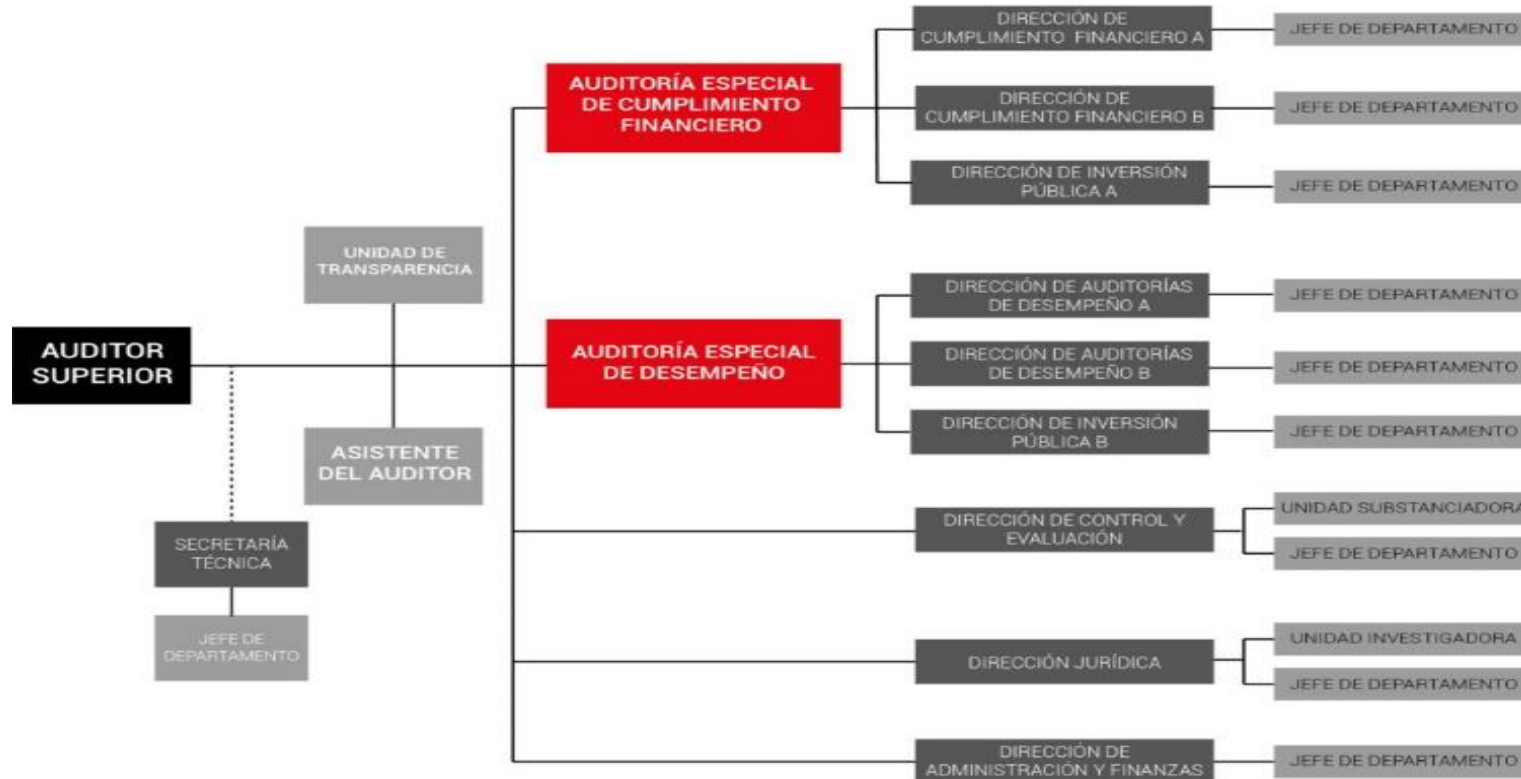 DIRECCIÓN DE
CUMPLIMIENTO FINANCIERO A
JEFE DE DEPARTAMENTO
AUDITORÍA ESPECIAL
DE CUMPLIMIENTO
FINANCIERO
DIRECCIÓN DE
CUMPLIMIENTO FINANCIERO B
JEFE DE DEPARTAMENTO
DIRECCIÓN DE INVERSIÓN
PÚBLICA A
JEFE DE DEPARTAMENTO
UNIDAD DE
TRANSPARENCIA
DIRECCIÓN DE AUDITORÍAS
DE DESEMPEÑO A
JEFE DE DEPARTAMENTO
AUDITOR
SUPERIOR
AUDITORÍA ESPECIAL
DE DESEMPEÑO
DIRECCIÓN DE AUDITORÍAS
DE DESEMPEÑO B
JEFE DE DEPARTAMENTO
DIRECCIÓN DE INVERSIÓN
PÚBLICA B
JEFE DE DEPARTAMENTO
ASISTENTE
DEL AUDITOR
SECRETARÍA
TÉCNICA
JEFE DE
DEPARTAMENTO
DIRECCIÓN DE CONTROL Y
EVALUACIÓN
UNIDAD SUBSTANCIADORA
JEFE DE DEPARTAMENTO
DIRECCIÓN JURÍDICA
UNIDAD INVESTIGADORA
JEFE DE DEPARTAMENTO
DIRECCIÓN DE
ADMINISTRACIÓN Y FINANZAS
JEFE DE DEPARTAMENTO